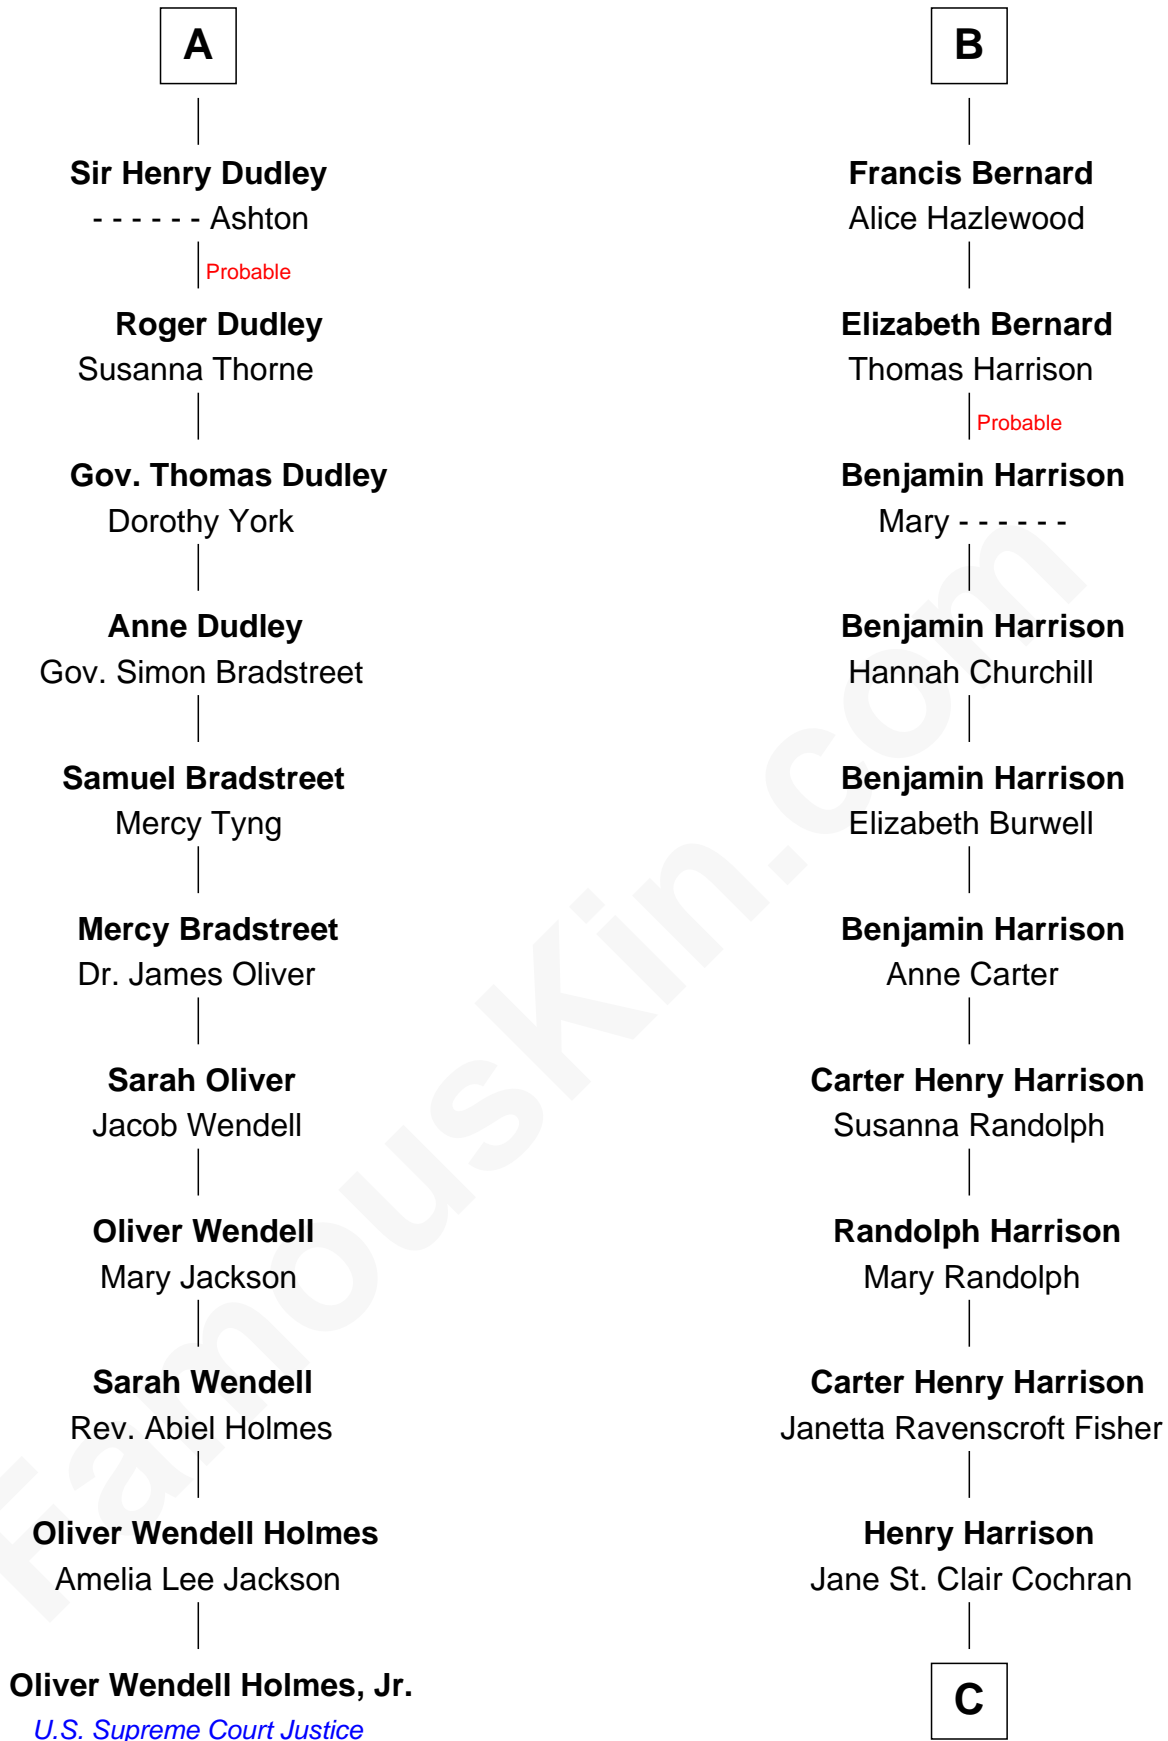 A
Sir Henry Dudley
- - - - - - Ashton
Probable
Roger Dudley
Susanna Thorne
Gov. Thomas Dudley
Dorothy York
Anne Dudley
Gov. Simon Bradstreet
Samuel Bradstreet
Mercy Tyng
Mercy Bradstreet
Dr. James Oliver
Sarah Oliver
Jacob Wendell
Oliver Wendell
Mary Jackson
Sarah Wendell
Rev. Abiel Holmes
Oliver Wendell Holmes
Amelia Lee Jackson
Oliver Wendell Holmes, Jr.
U.S. Supreme Court Justice
B
Francis Bernard
Alice Hazlewood
Elizabeth Bernard
Thomas Harrison
Probable
Benjamin Harrison
Mary - - - - - -
Benjamin Harrison
Hannah Churchill
Benjamin Harrison
Elizabeth Burwell
Benjamin Harrison
Anne Carter
Carter Henry Harrison
Susanna Randolph
Randolph Harrison
Mary Randolph
Carter Henry Harrison
Janetta Ravenscroft Fisher
Henry Harrison
Jane St. Clair Cochran
C
FamousKin.com